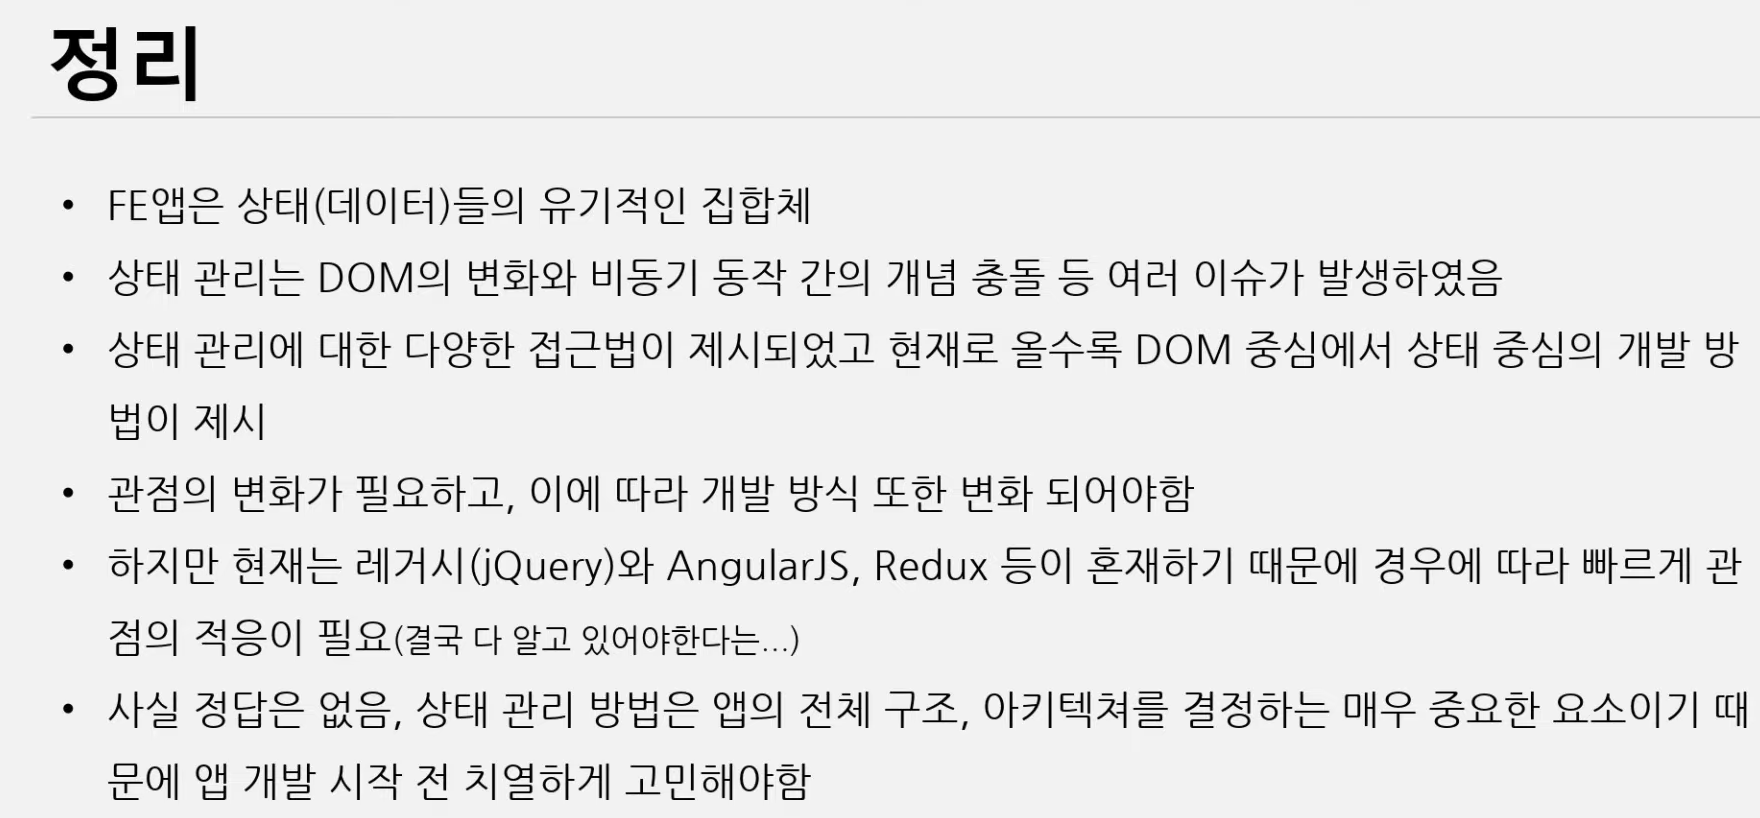 정리
• FE앱은 상태(데이터)들의 유기적인 집합체
• 상태 관리는 DOM의 변화와 비동기 동작 간의 개념 충돌 등 여러 이슈가 발생하였음
• 상태 관리에 대한 다양한 접근법이 제시되었고 현재로 올수록 DOM 중심에서 상태 중심의 개발 방
법이 제시
• 관점의 변화가 필요하고, 이에 따라 개발 방식 또한 변화 되어야함
• 하지만 현재는 레거시(jQuery)와 AngularJS, Redux 등이 혼재하기 때문에 경우에 따라 빠르게 관
점의 적응이 필요(결국 다 알고 있어야한다는...)
• 사실 정답은 없음, 상태 관리 방법은 앱의 전체 구조, 아키텍쳐를 결정하는 매우 중요한 요소이기 때
문에 앱 개발 시작 전 치열하게 고민해야함